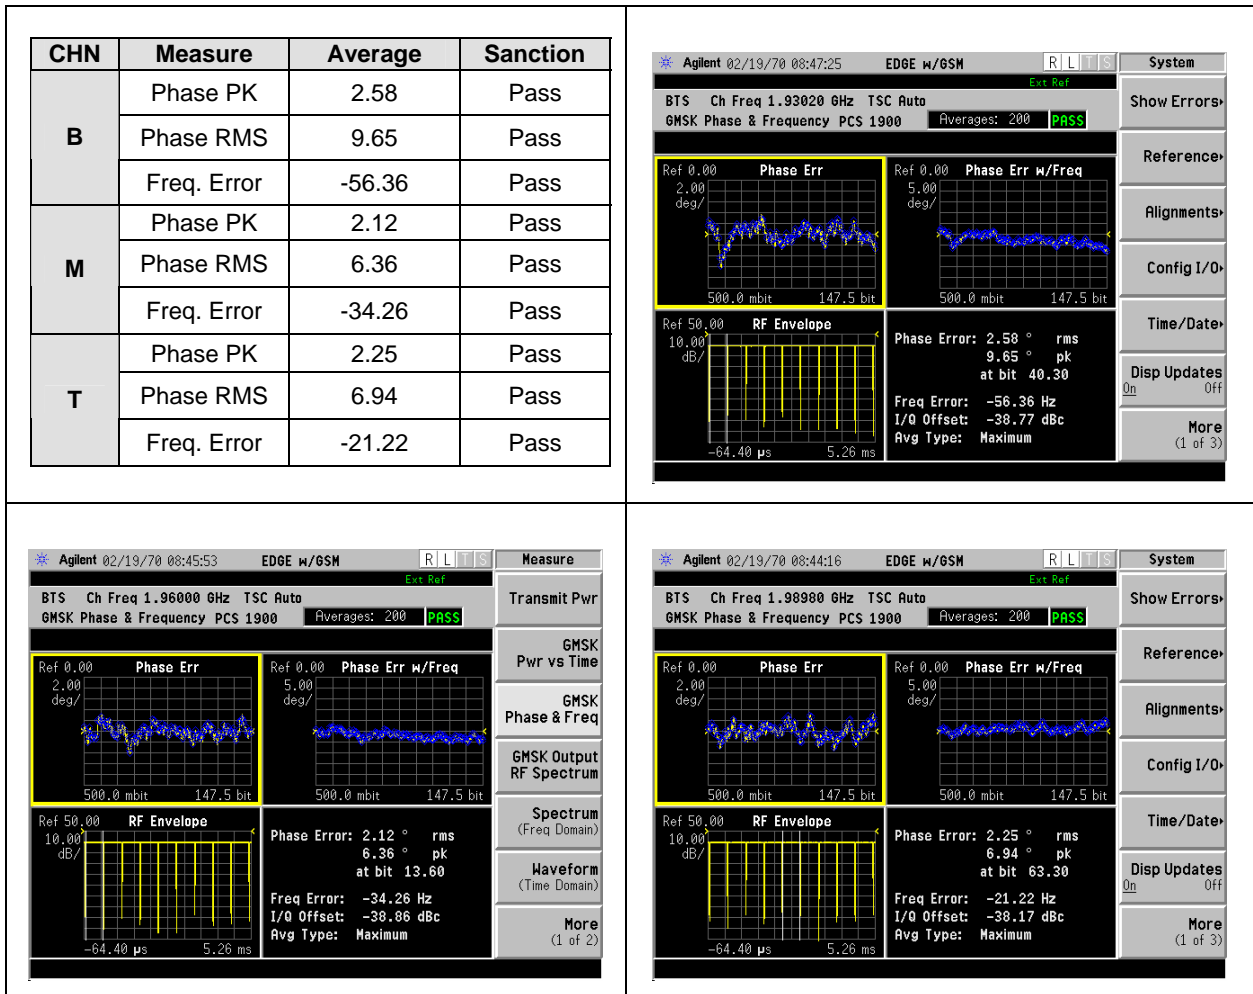 CHN Measure Average Sanction
B
Phase PK 2.58 Pass
Phase RMS 9.65 Pass
Freq. Error -56.36 Pass
M
Phase PK 2.12 Pass
Phase RMS 6.36 Pass
Freq. Error -34.26 Pass
T
Phase PK 2.25 Pass
Phase RMS 6.94 Pass
Freq. Error -21.22 Pass
Agilent 02/19/70 08:47:25 EDGE w/GSM R L T S System
Ext Ref
BTS Ch Freq 1.93020 GHz TSC Auto
GMSK Phase & Frequency PCS 1900 Averages: 200 PASS
Ref 0.00 Phase Err
2.00
deg/
500.0 mbit 147.5 bit
Ref 0.00 Phase Err w/Freq
5.00
deg/
500.0 mbit 147.5 bit
Ref 50.00 RF Envelope
10.00
dB/
-64.40 µs 5.26 ms
Phase Error: 2.58 ° rms
9.65 ° pk
at bit 40.30
Freq Error: -56.36 Hz
I/Q Offset: -38.77 dBc
Avg Type: Maximum
Show Errors
Reference
Alignments
Config I/O
Time/Date
Disp Updates
On Off
More
(1 of 3)
Agilent 02/19/70 08:45:53 EDGE w/GSM R L T S Measure
Ext Ref
BTS Ch Freq 1.96000 GHz TSC Auto
GMSK Phase & Frequency PCS 1900 Averages: 200 PASS
Ref 0.00 Phase Err
2.00
deg/
500.0 mbit 147.5 bit
Ref 0.00 Phase Err w/Freq
5.00
deg/
500.0 mbit 147.5 bit
Ref 50.00 RF Envelope
10.00
dB/
-64.40 µs 5.26 ms
Phase Error: 2.12 ° rms
6.36 ° pk
at bit 13.60
Freq Error: -34.26 Hz
I/Q Offset: -38.86 dBc
Avg Type: Maximum
Transmit Pwr
GMSK
Pwr vs Time
GMSK
Phase & Freq
GMSK Output
RF Spectrum
Spectrum
(Freq Domain)
Waveform
(Time Domain)
More
(1 of 2)
Agilent 02/19/70 08:44:16 EDGE w/GSM R L T S System
Ext Ref
BTS Ch Freq 1.98980 GHz TSC Auto
GMSK Phase & Frequency PCS 1900 Averages: 200 PASS
Ref 0.00 Phase Err
2.00
deg/
500.0 mbit 147.5 bit
Ref 0.00 Phase Err w/Freq
5.00
deg/
500.0 mbit 147.5 bit
Ref 50.00 RF Envelope
10.00
dB/
-64.40 µs 5.26 ms
Phase Error: 2.25 ° rms
6.94 ° pk
at bit 63.30
Freq Error: -21.22 Hz
I/Q Offset: -38.17 dBc
Avg Type: Maximum
Show Errors
Reference
Alignments
Config I/O
Time/Date
Disp Updates
On Off
More
(1 of 3)